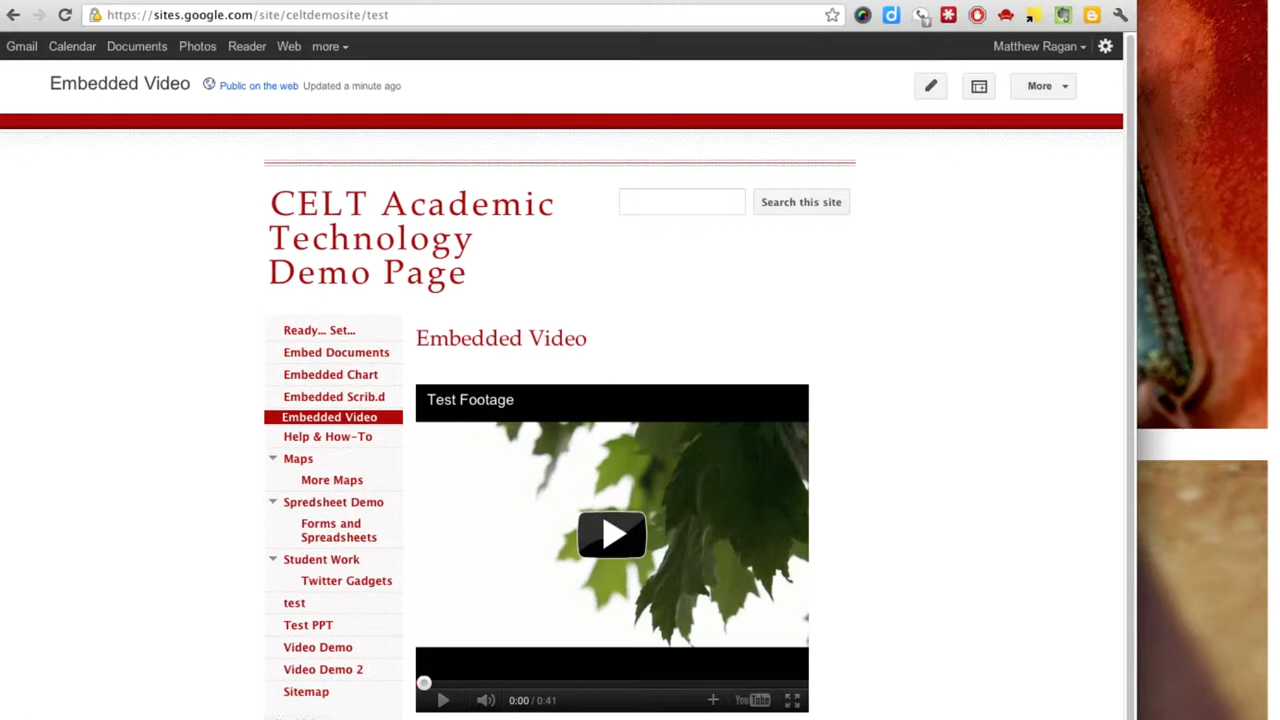 https://sites.google.com/site/celtdemosite/test
Gmail Calendar Documents Photos Reader Web more
Matthew Ragan
Embedded Video Public on the web Updated a minute ago
More
CELT Academic
Technology
Demo Page
Search this site
Ready... Set...
Embed Documents
Embedded Chart
Embedded Scrib.d
Embedded Video
Help & How-To
Maps
More Maps
Spredsheet Demo
Forms and
Spreadsheets
Student Work
Twitter Gadgets
test
Test PPT
Video Demo
Video Demo 2
Sitemap
Embedded Video
Test Footage
0:00 / 0:41
YouTube